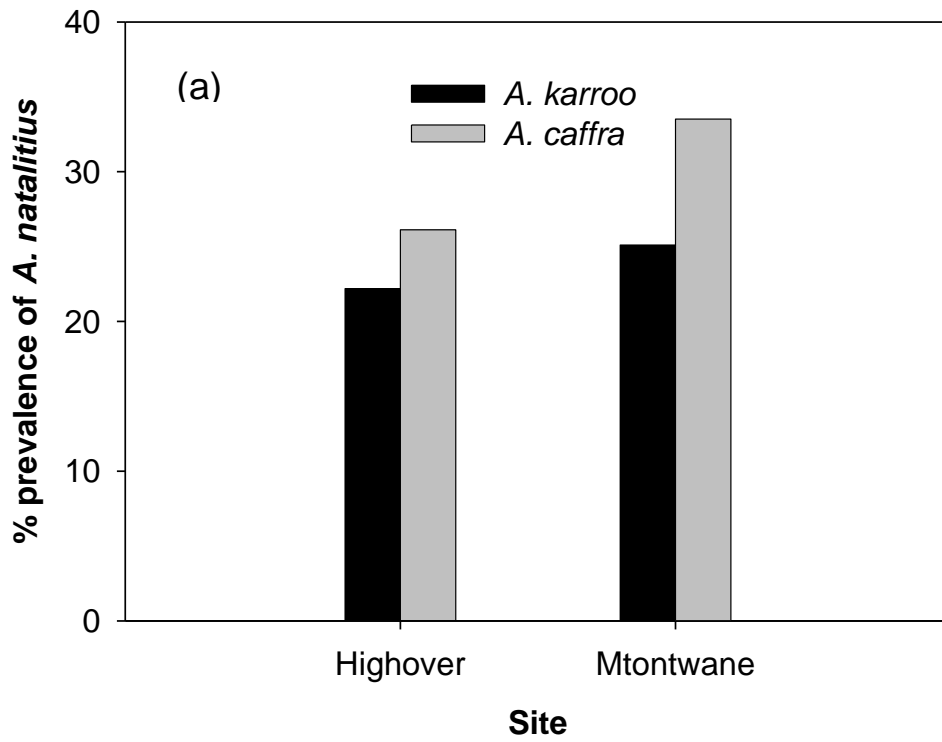 % prevalence of A. natalitius
40
30
20
10
0
(a)
A. karroo
A. caffra
Highover
Mtontwane
Site